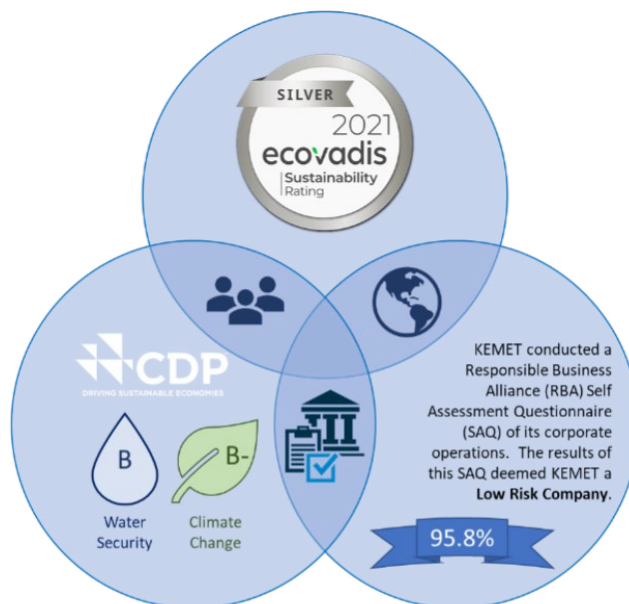 SILVER
2021
ecovadis
Sustainability
Rating
CDP
DRIVING SUSTAINABLE ECONOMIES
B
B-
Water
Security
Climate
Change
KEMET conducted a
Responsible Business
Alliance (RBA) Self
Assessment Questionnaire
(SAQ) of its corporate
operations. The results of
this SAQ deemed KEMET a
Low Risk Company.
95.8%